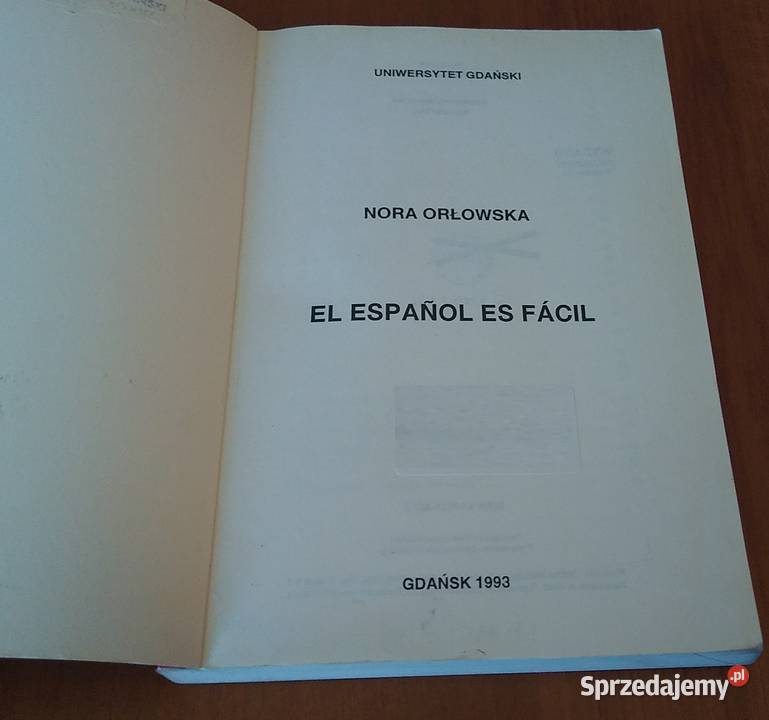 UNIWERSYTET GDAŃSKI
NORA ORŁOWSKA
EL ESPAÑOL ES FÁCIL
GDAŃSK 1993
Sprzedajemy.pl